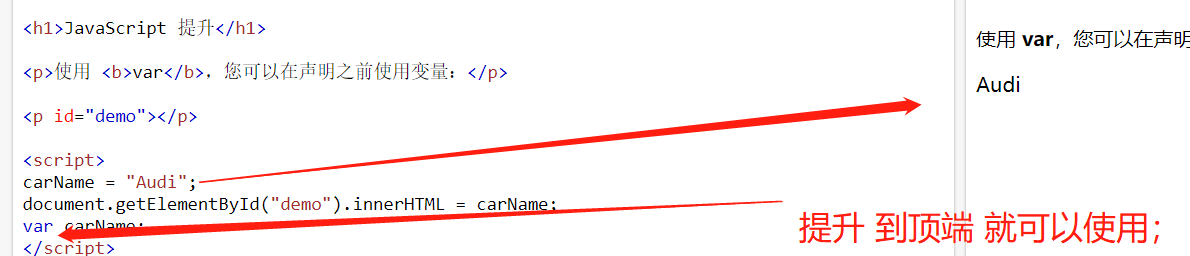 <h1>JavaScript 提升</h1>
<p>使用 <b>var</b>，您可以在声明之前使用变量：</p>
<p id="demo"></p>
<script>
carName = "Audi";
document.getElementById("demo").innerHTML = carName;
var carName;
</script>
使用 var，您可以在声明
Audi
提升 到顶端 就可以使用；